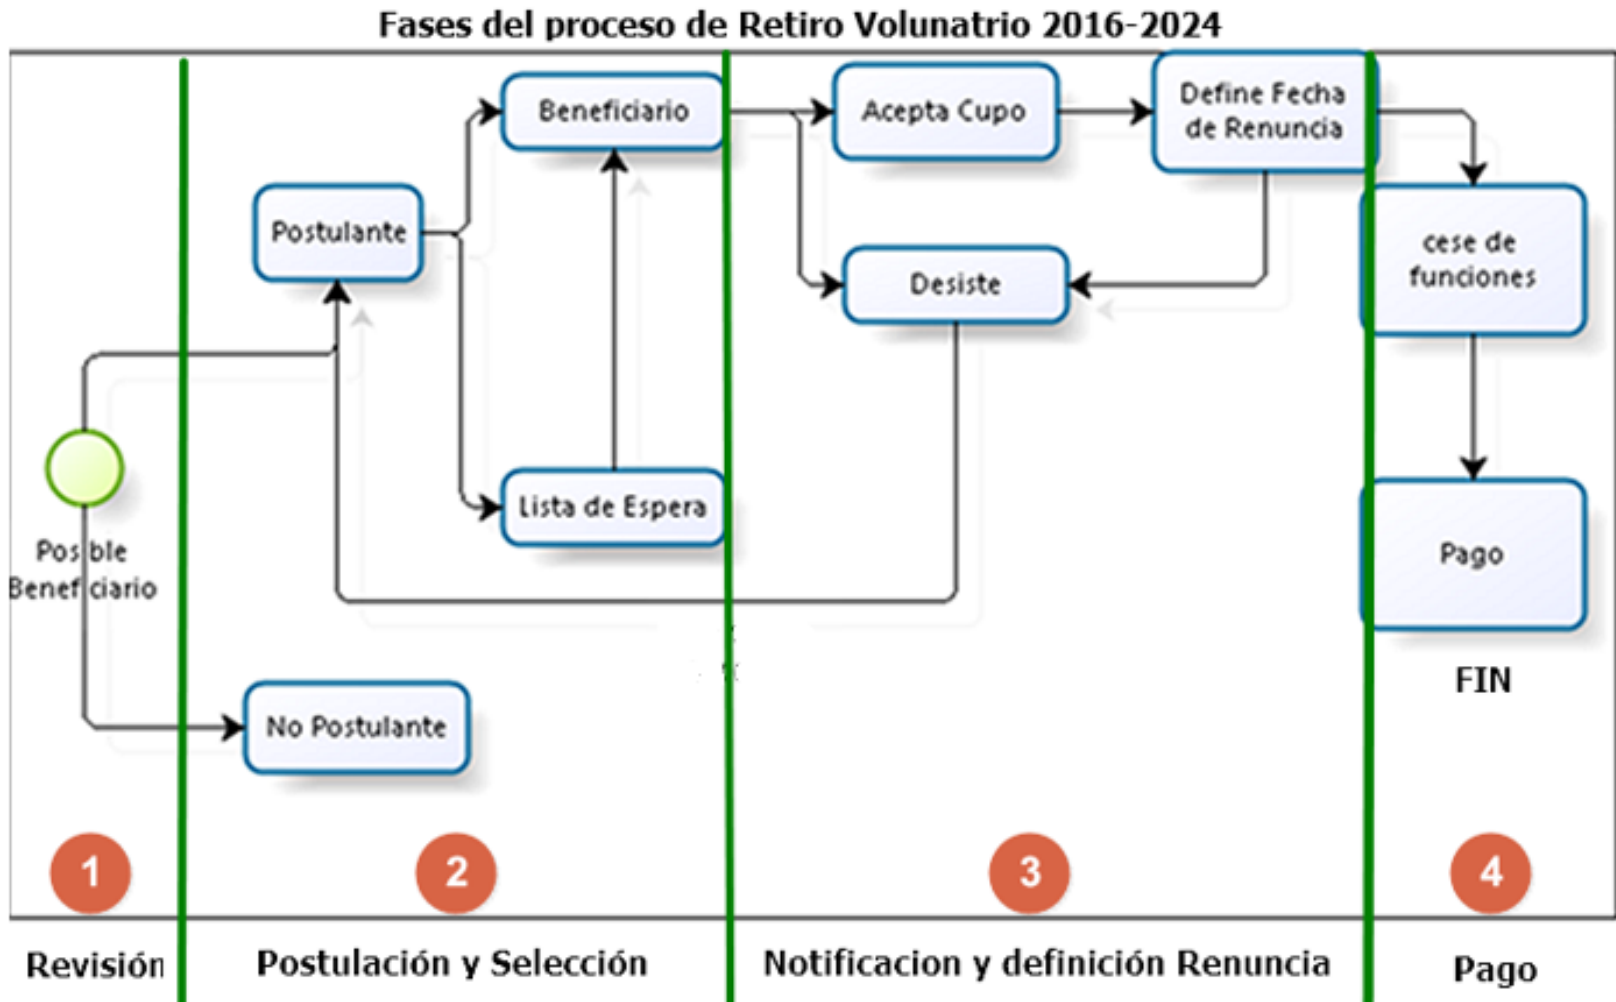 Fases del proceso de Retiro Volunatrio 2016-2024
Beneficiario
Acepta Cupo
Define Fecha
de Renuncia
Postulante
cese de
funciones
Desiste
Lista de Espera
Posible
Beneficiario
Pago
FIN
No Postulante
1
2
3
4
Revisión
Postulación y Selección
Notificacion y definición Renuncia
Pago